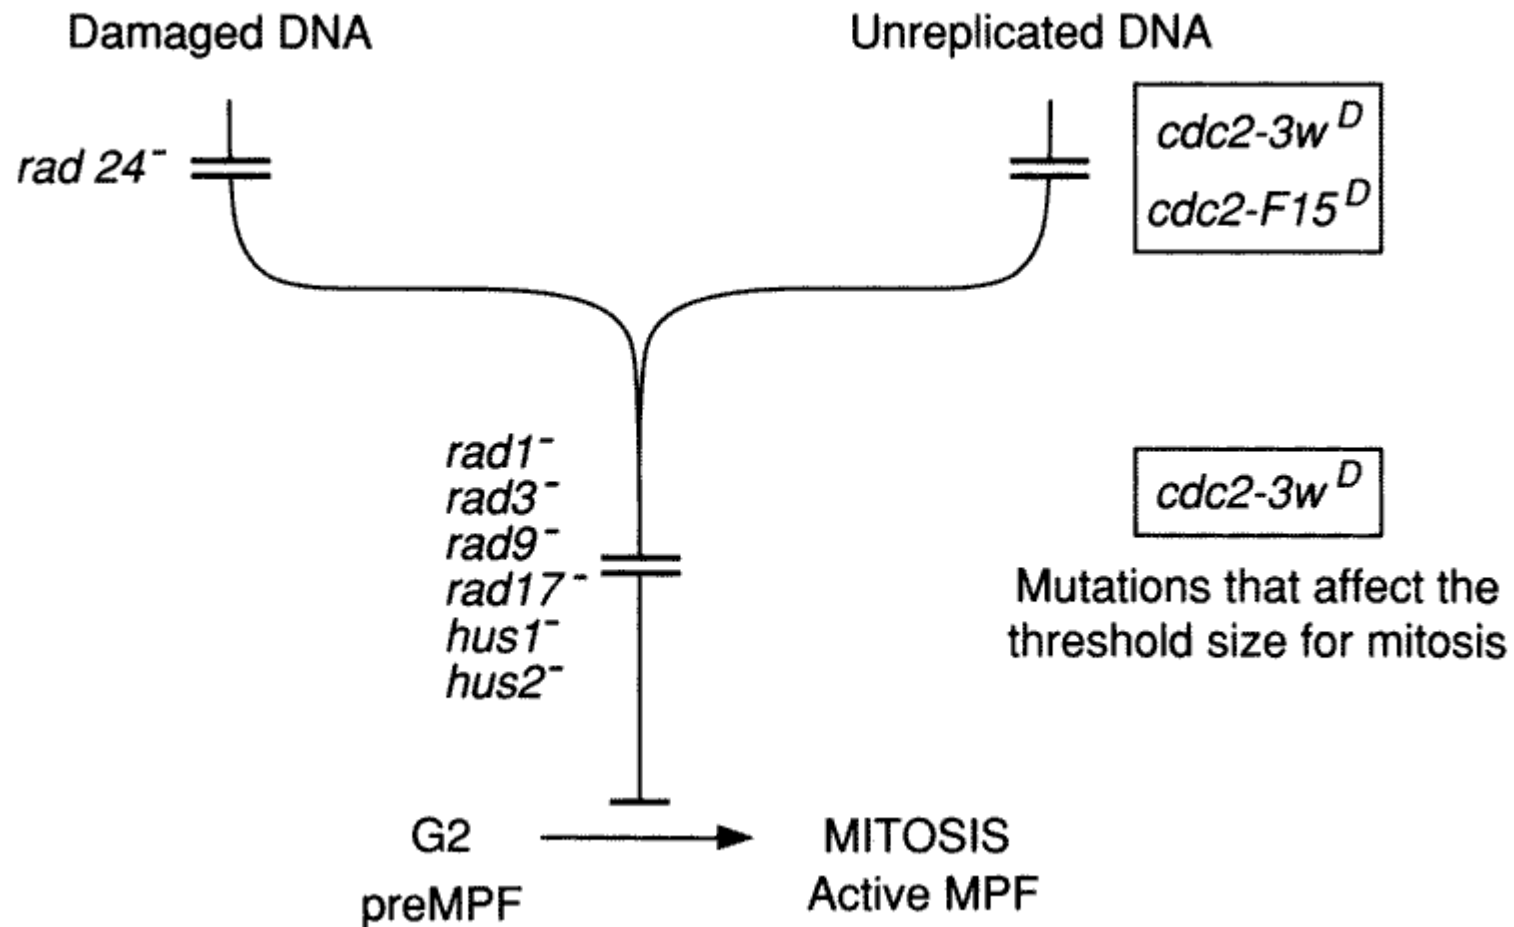 Damaged DNA
Unreplicated DNA
rad 24⁻
cdc2-3w ᴰ
cdc2-F15 ᴰ
rad1⁻
rad3⁻
rad9⁻
rad17⁻
hus1⁻
hus2⁻
cdc2-3w ᴰ
Mutations that affect the
threshold size for mitosis
G2
MITOSIS
preMPF
Active MPF